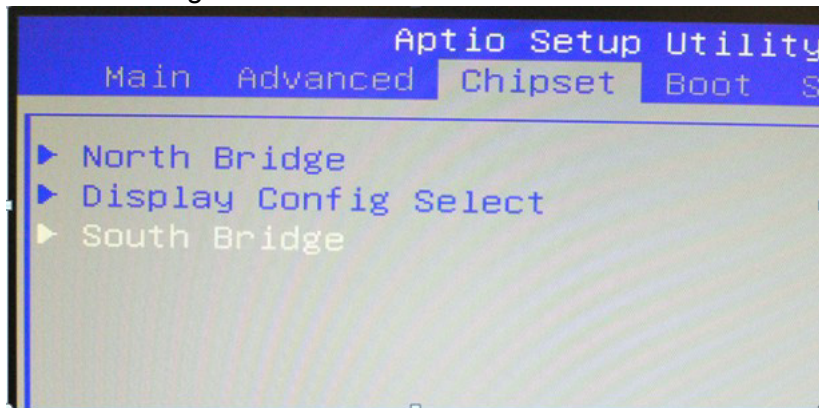 Aptio Setup Utility
Main Advanced Chipset Boot S
North Bridge
Display Config Select
South Bridge